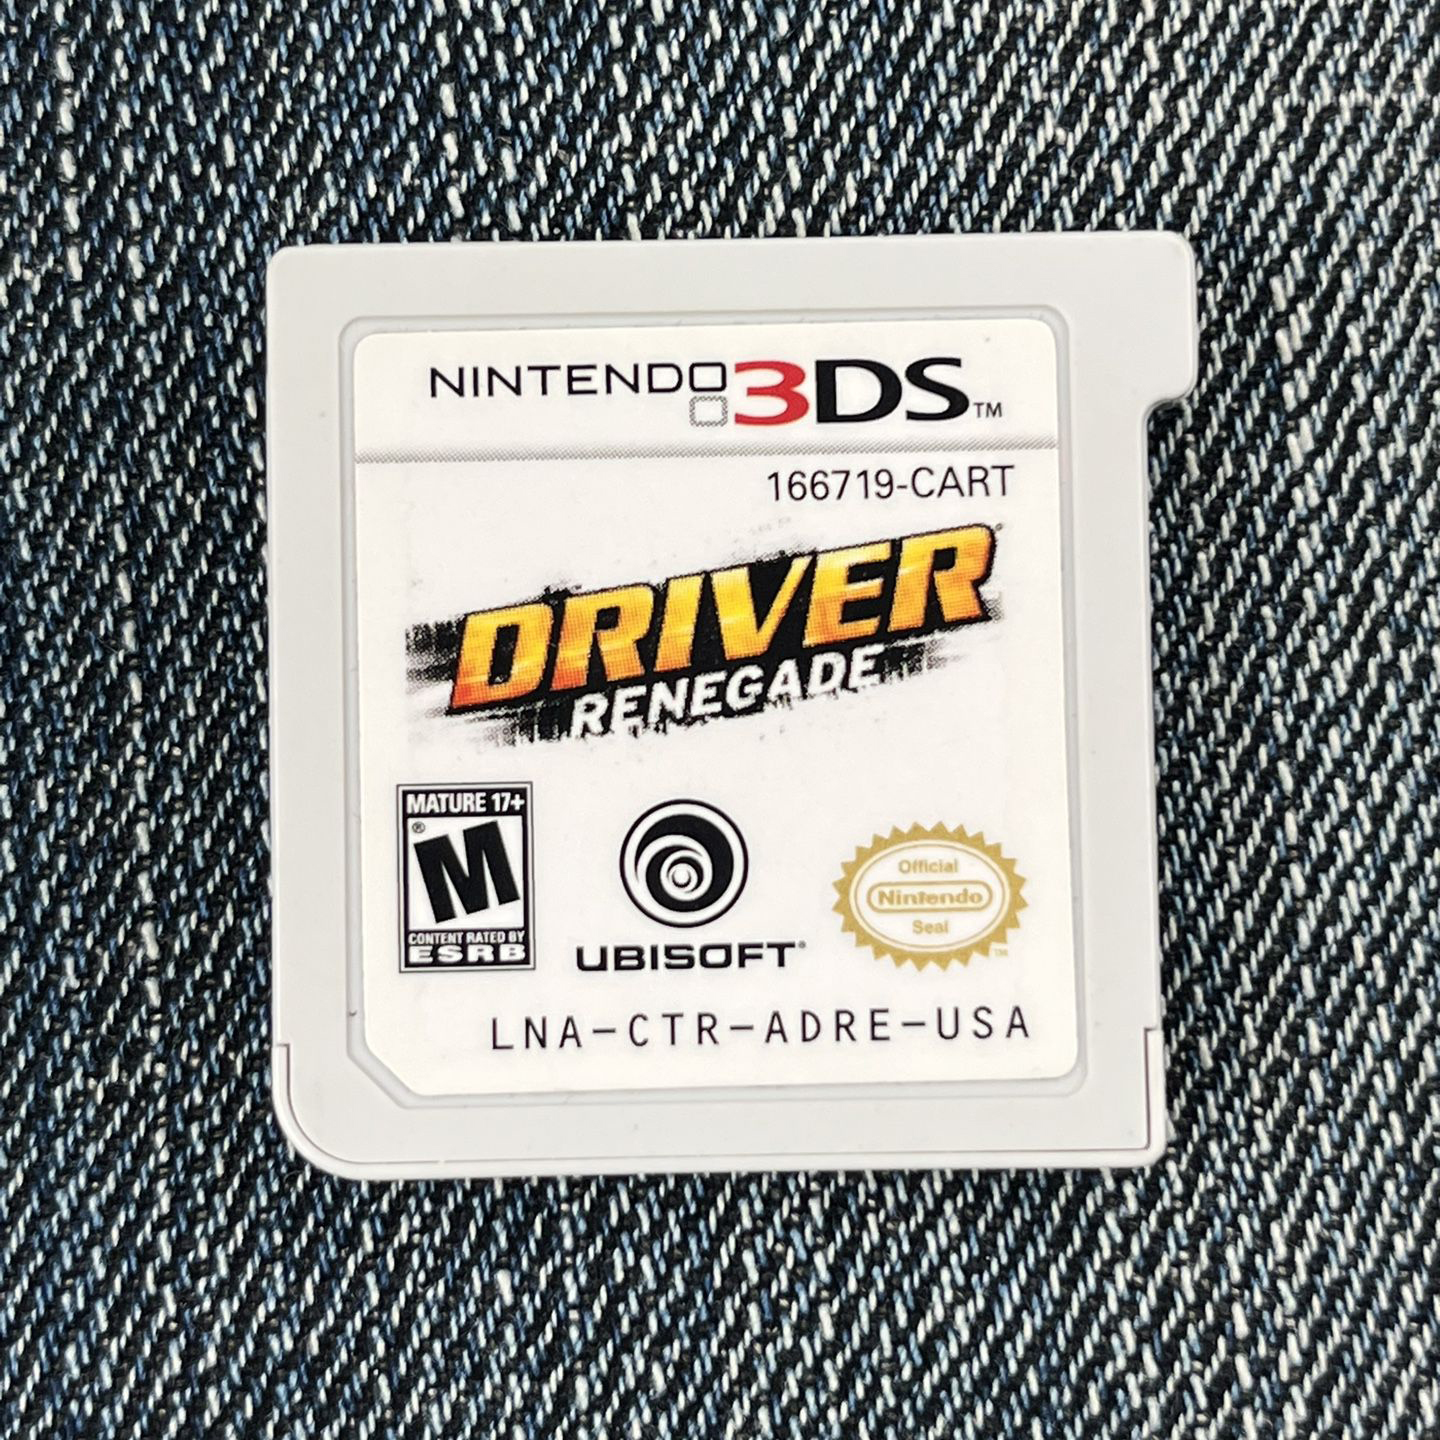 NINTENDO 3DS™
166719-CART
DRIVER
RENEGADE
MATURE 17+
M®
CONTENT RATED BY
ESRB
UBISOFT®
Official
Nintendo
Seal™
LNA-CTR-ADRE-USA